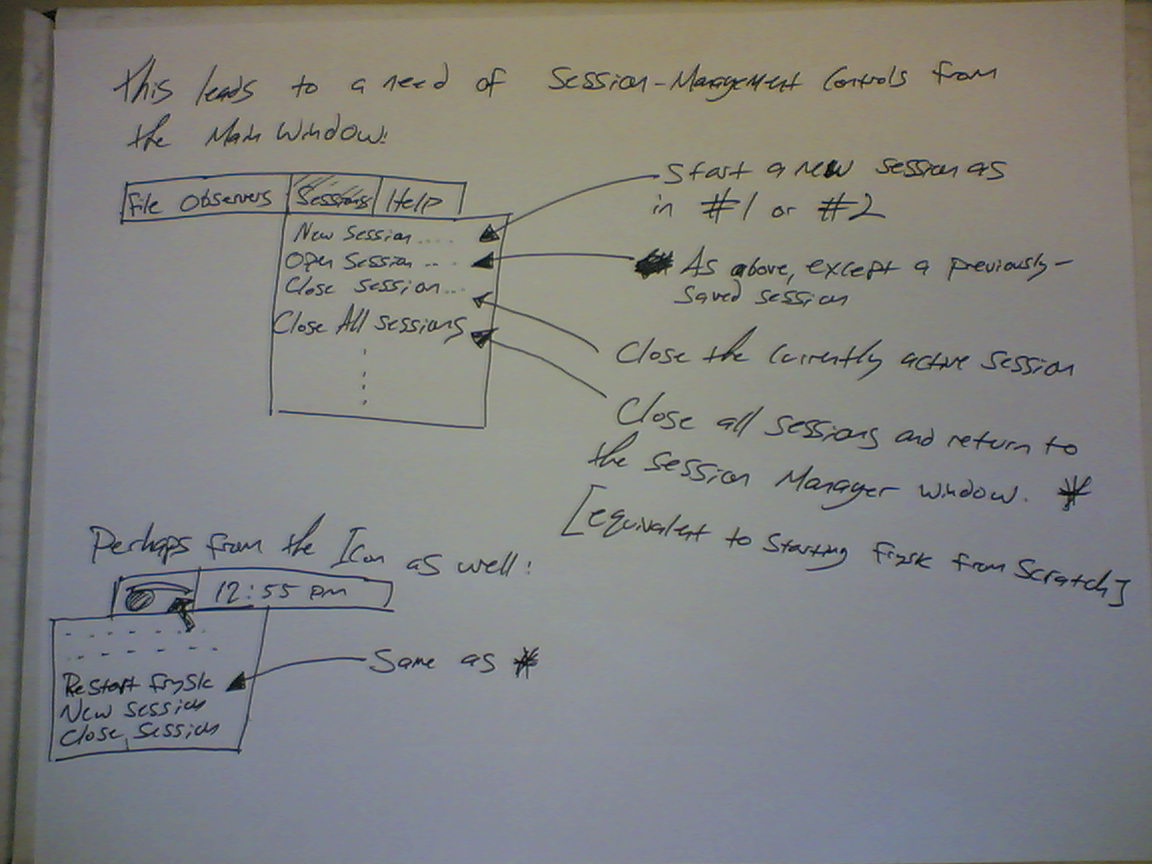 This leads to a need of Session-Management Controls from
the Main Window:
File Observers Sessions Help
New Session....
Open Session...
Close session...
Close All sessions
Start a new session as
in #1 or #2
As above, except a previously-
saved session
Close the currently active session
Close all sessions and return to
the session Manager window. *
[equivalent to starting frysk from scratch]
Perhaps from the Icon as well:
12:55 pm
Restart frysk
New session
Close session
Same as *